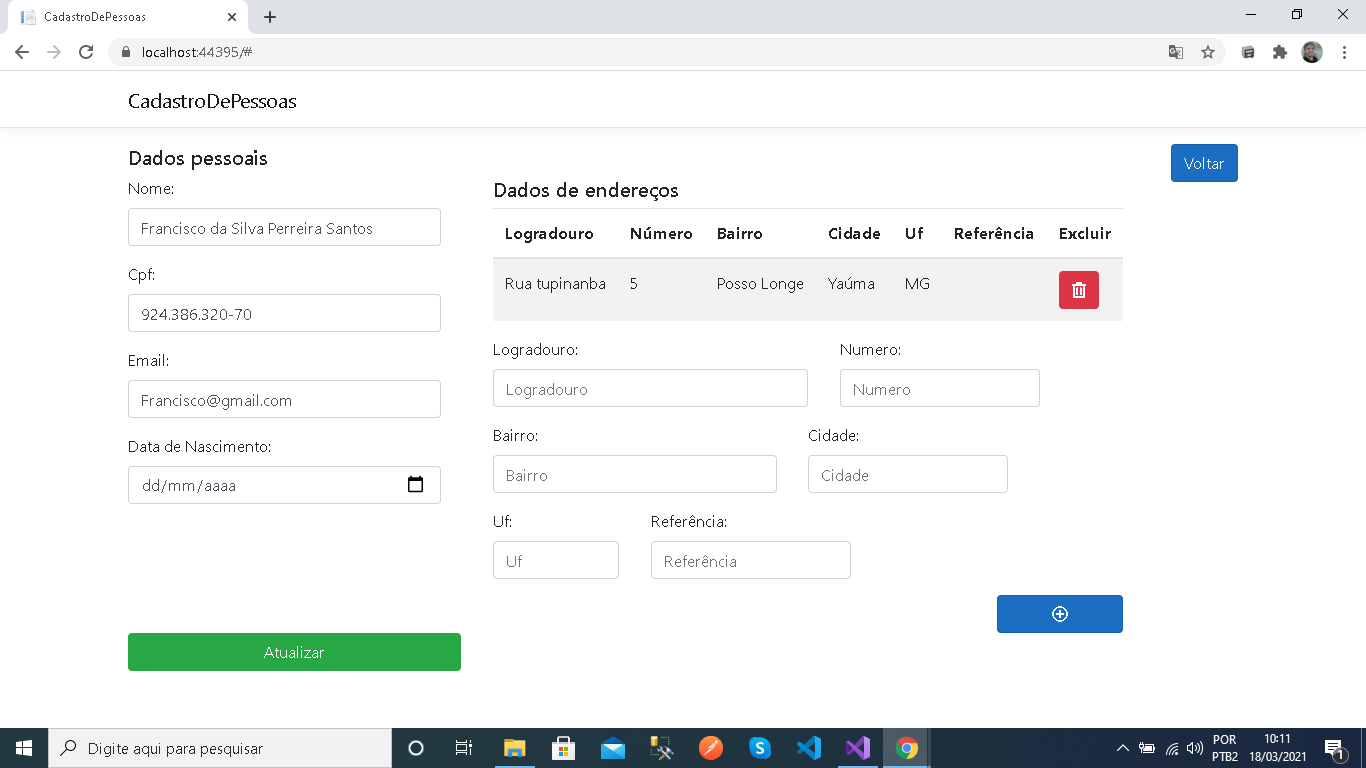 CadastroDePessoas
localhost:44395/#
CadastroDePessoas
Voltar
Dados pessoais
Nome:
Francisco da Silva Perreira Santos
Cpf:
924.386.320-70
Email:
Francisco@gmail.com
Data de Nascimento:
dd/mm/aaaa
Atualizar
Dados de endereços
Logradouro Número Bairro Cidade Uf Referência Excluir
Rua tupinanba 5 Posso Longe Yaúma MG
Logradouro: Numero:
Logradouro Numero
Bairro: Cidade:
Bairro Cidade
Uf: Referência:
Uf Referência
Digite aqui para pesquisar
POR
PTB2
10:11
18/03/2021
1